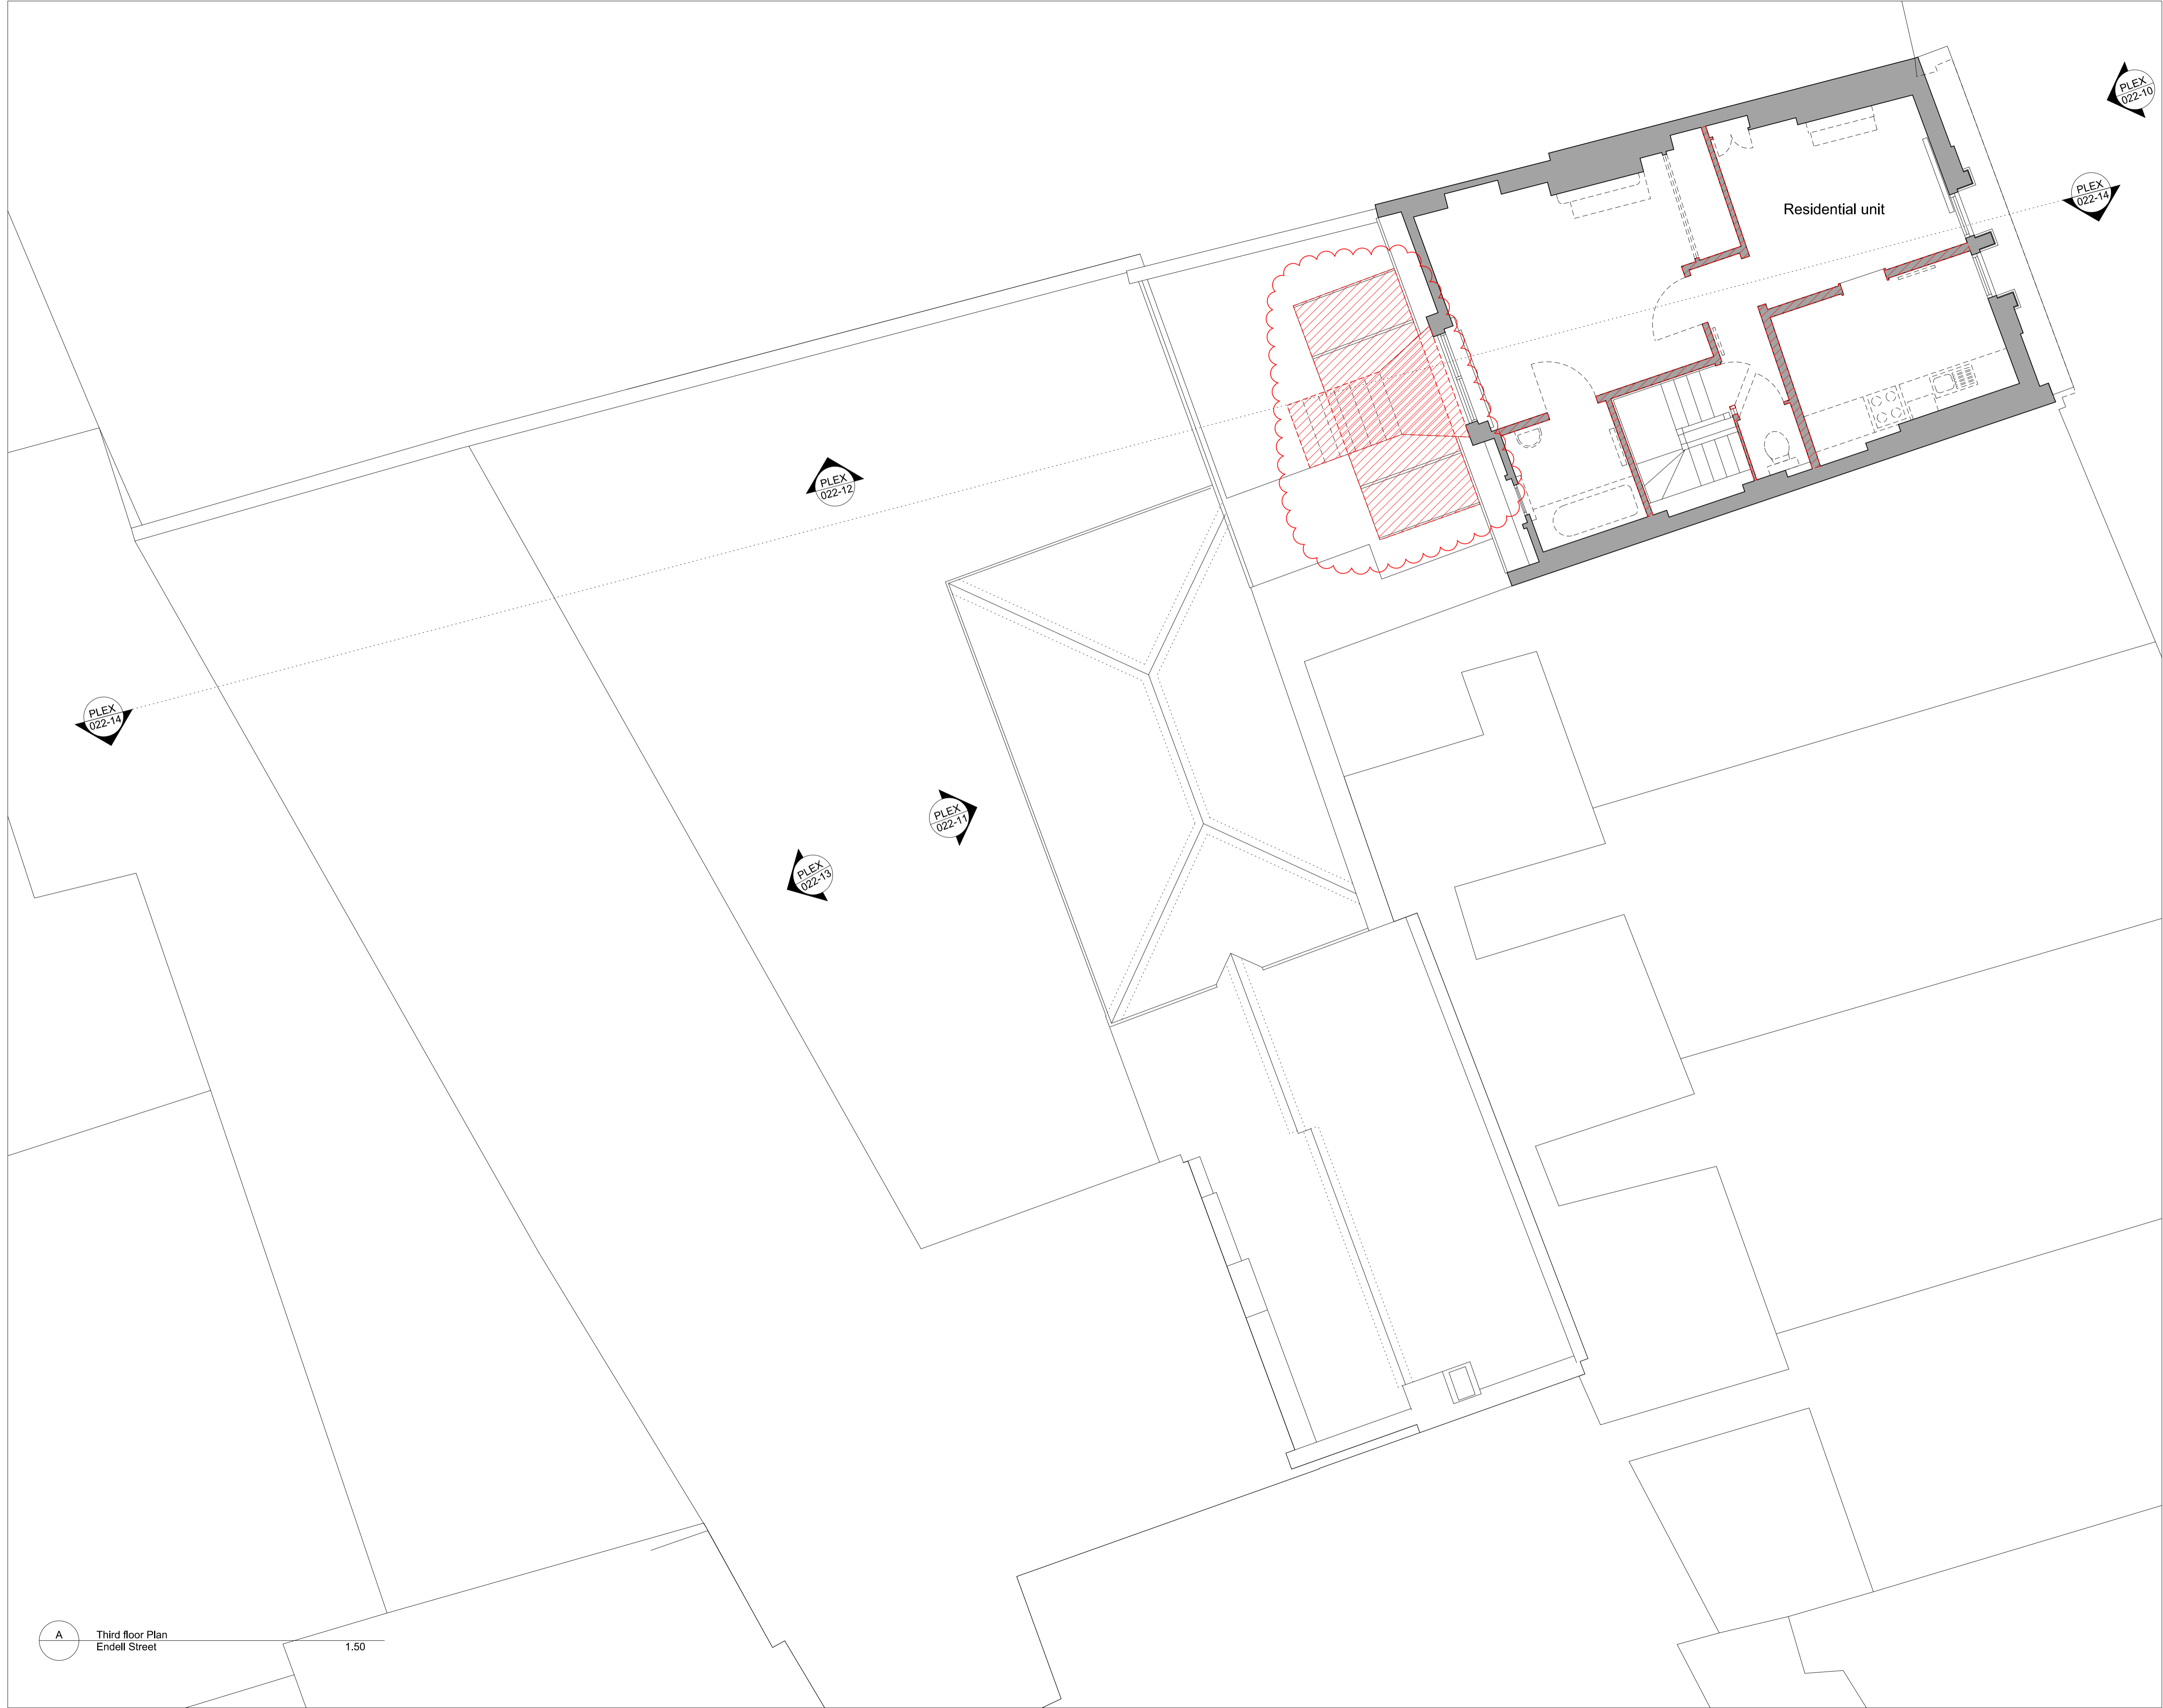 PLEX
022-10
PLEX
022-14
Residential unit
PLEX
022-12
PLEX
022-14
PLEX
022-11
PLEX
022-13
A
Third floor Plan
Endell Street
1.50